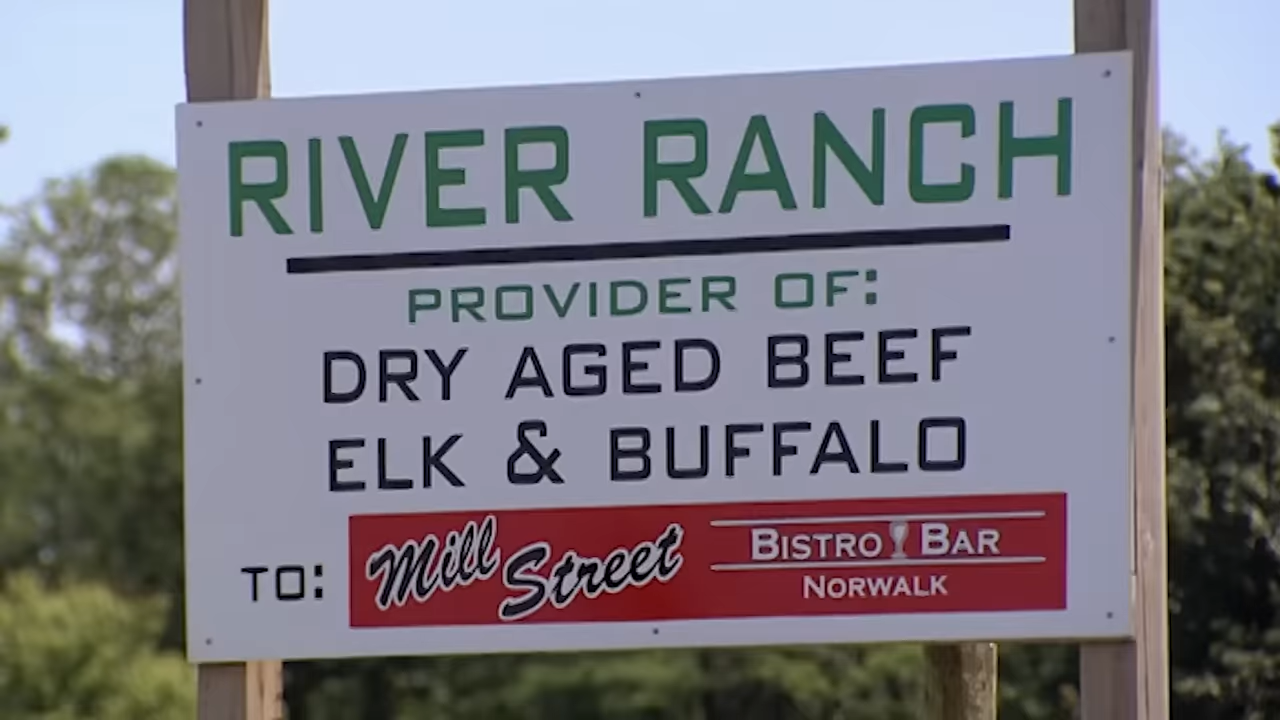 RIVER RANCH
PROVIDER OF:
DRY AGED BEEF
ELK & BUFFALO
TO: Mill Street BISTRO BAR
NORWALK